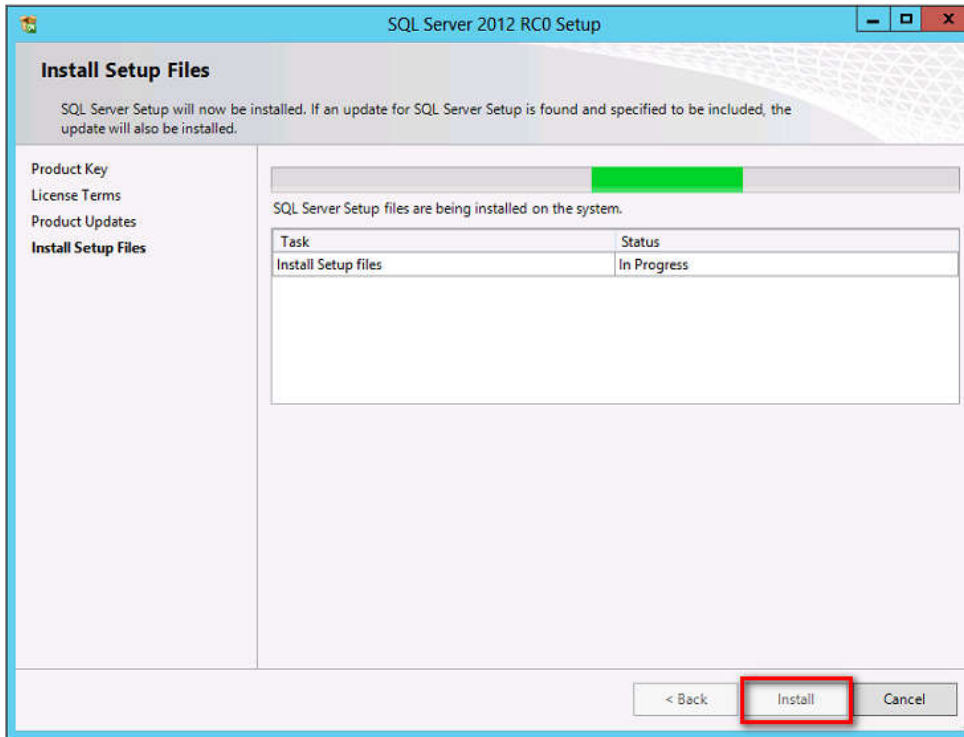 SQL Server 2012 RC0 Setup
Install Setup Files
SQL Server Setup will now be installed. If an update for SQL Server Setup is found and specified to be included, the
update will also be installed.
Product Key
License Terms
Product Updates
Install Setup Files
SQL Server Setup files are being installed on the system.
Task Status
Install Setup files In Progress
< Back Install Cancel